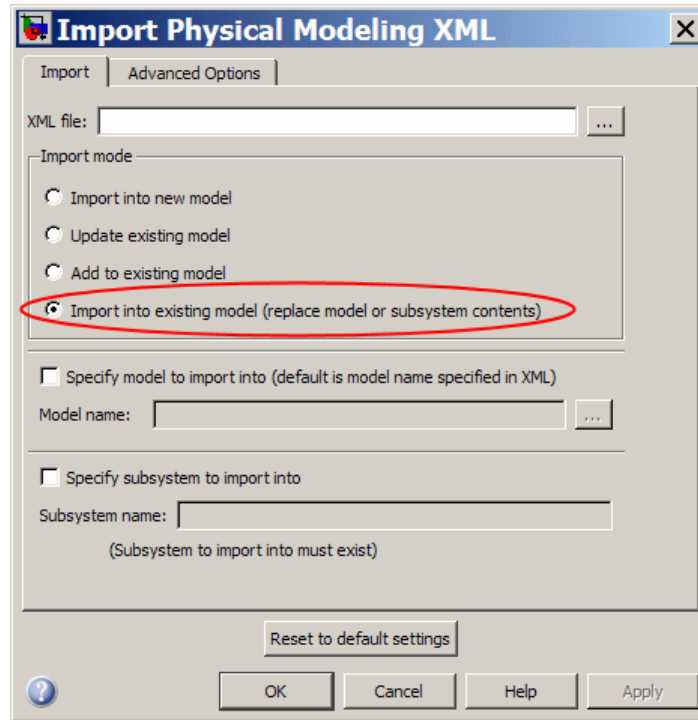 Import Physical Modeling XML
Import
Advanced Options
XML file:
...
Import mode
Import into new model
Update existing model
Add to existing model
Import into existing model (replace model or subsystem contents)
Specify model to import into (default is model name specified in XML)
Model name:
...
Specify subsystem to import into
Subsystem name:
(Subsystem to import into must exist)
Reset to default settings
?
OK
Cancel
Help
Apply